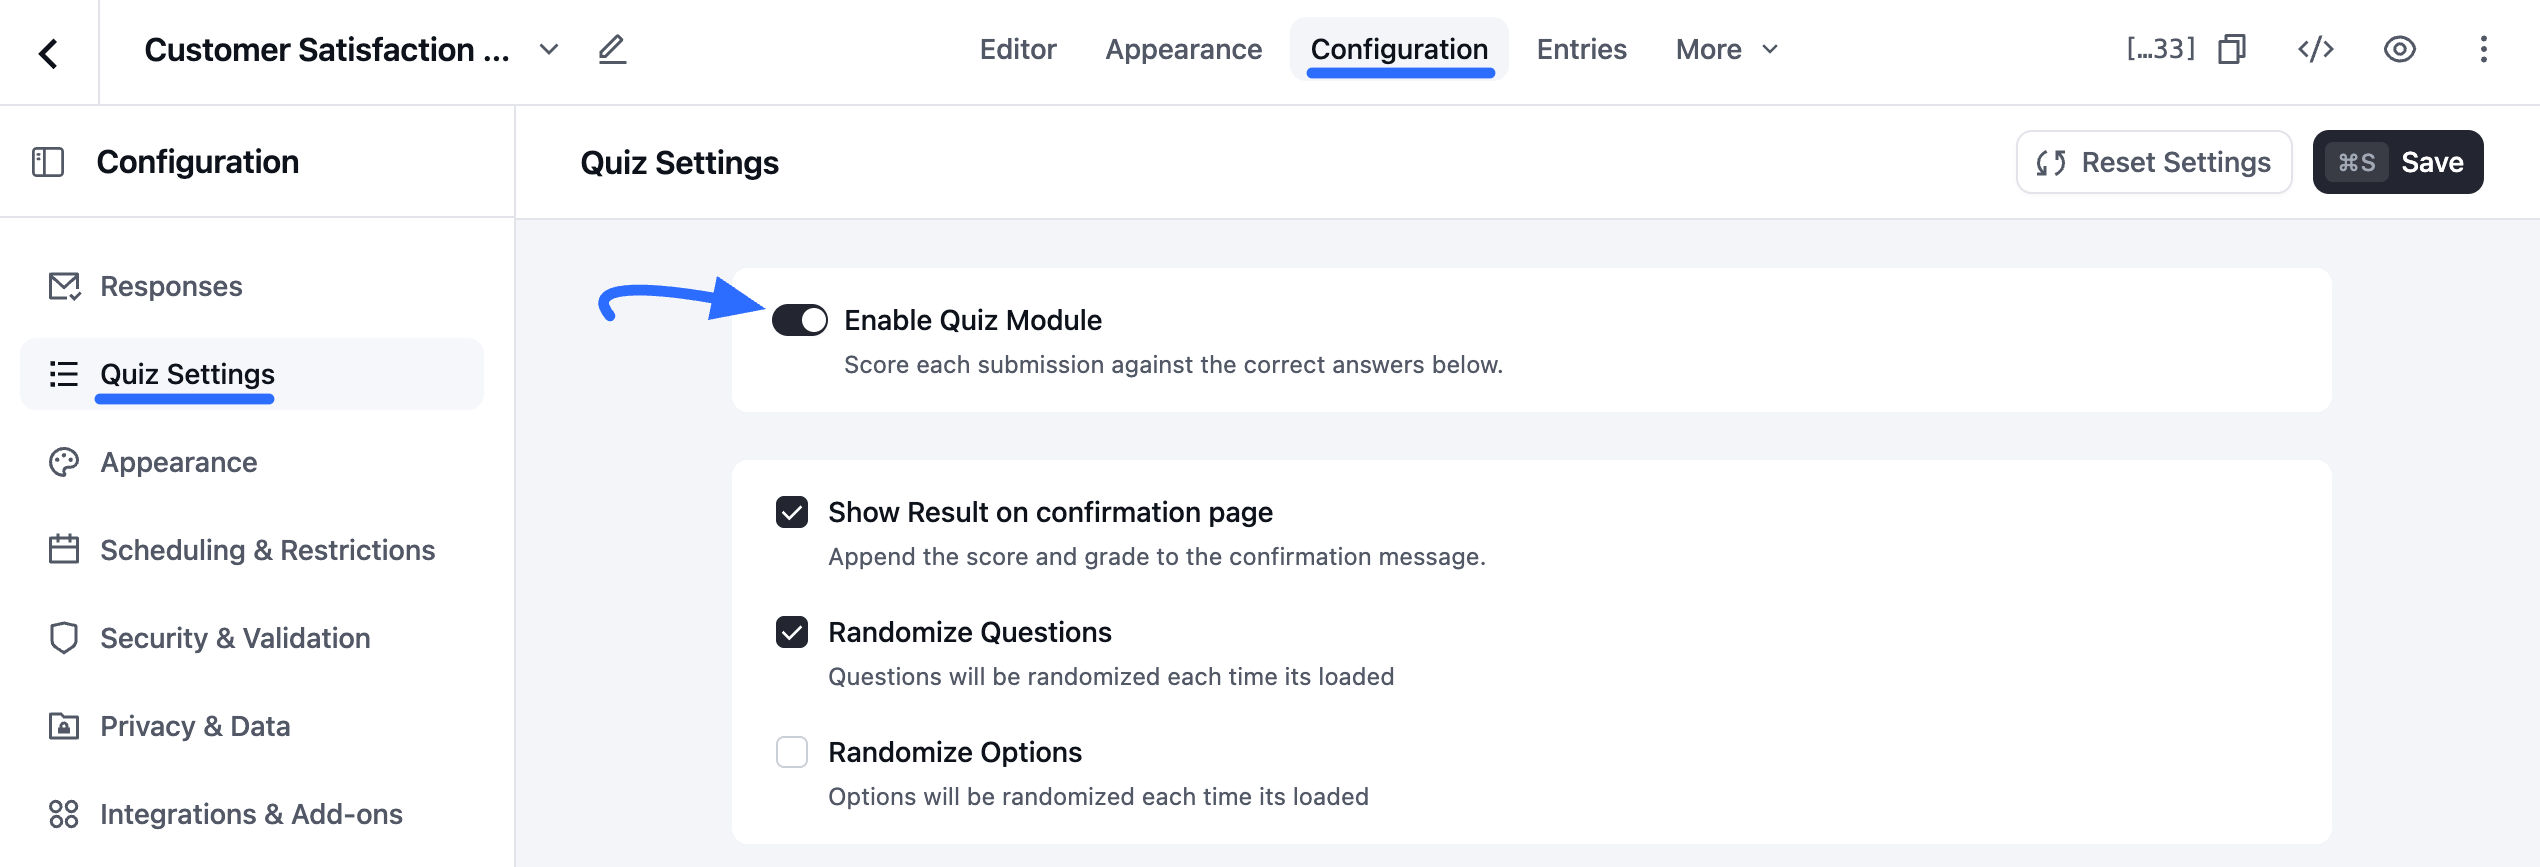 Customer Satisfaction ...
Editor
Appearance
Configuration
Entries
More
[...33]
Configuration
Quiz Settings
Reset Settings
⌘S Save
Responses
Quiz Settings
Appearance
Scheduling & Restrictions
Security & Validation
Privacy & Data
Integrations & Add-ons
Enable Quiz Module
Score each submission against the correct answers below.
Show Result on confirmation page
Append the score and grade to the confirmation message.
Randomize Questions
Questions will be randomized each time its loaded
Randomize Options
Options will be randomized each time its loaded